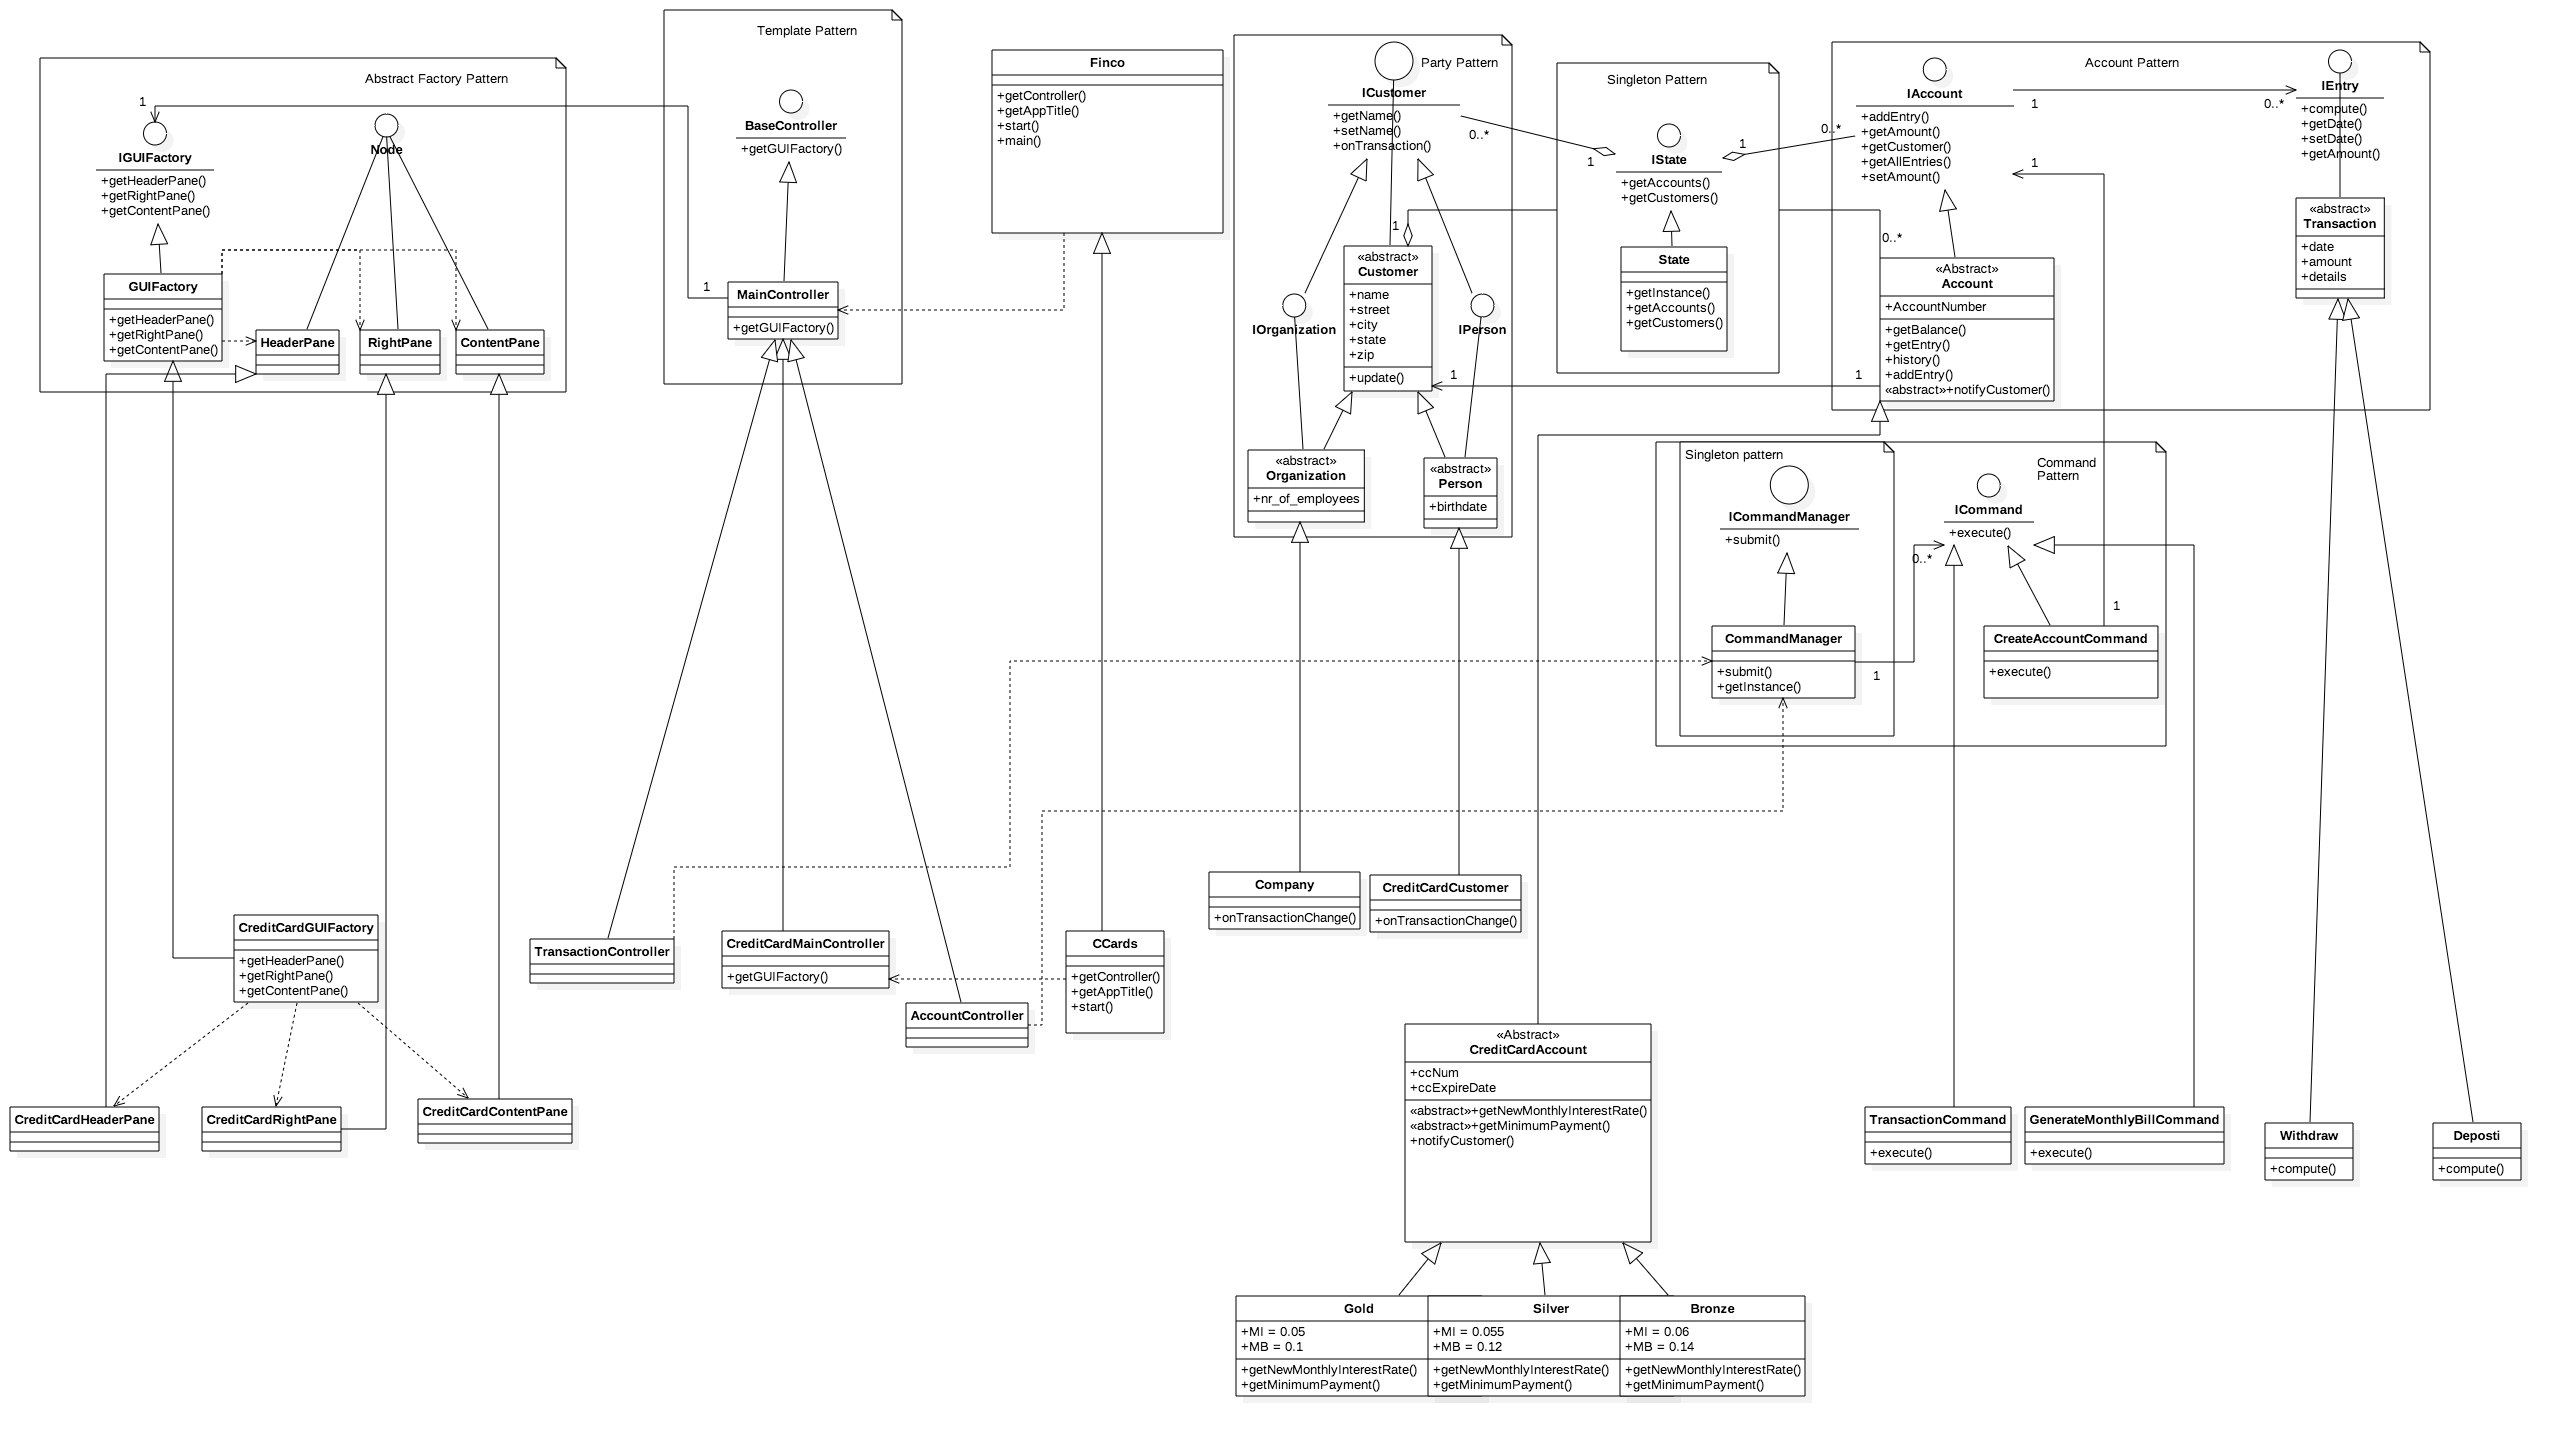 Abstract Factory Pattern
1
IGUIFactory
+getHeaderPane()
+getRightPane()
+getContentPane()
Node
GUIFactory
+getHeaderPane()
+getRightPane()
+getContentPane()
HeaderPane
RightPane
ContentPane
Template Pattern
BaseController
+getGUIFactory()
1
MainController
+getGUIFactory()
Finco
+getController()
+getAppTitle()
+start()
+main()
Party Pattern
ICustomer
+getName()
+setName()
+onTransaction()
0..*
1
1
«abstract»
Customer
+name
+street
+city
+state
+zip
+update()
1
IOrganization
IPerson
«abstract»
Organization
+nr_of_employees
«abstract»
Person
+birthdate
Singleton Pattern
IState
+getAccounts()
+getCustomers()
1
State
+getInstance()
+getAccounts()
+getCustomers()
Account Pattern
0..*
IAccount
+addEntry()
+getAmount()
+getCustomer()
+getAllEntries()
+setAmount()
1
0..*
1
IEntry
+compute()
+getDate()
+setDate()
+getAmount()
0..*
«Abstract»
Account
+AccountNumber
+getBalance()
+getEntry()
+history()
+addEntry()
«abstract»+notifyCustomer()
1
«abstract»
Transaction
+date
+amount
+details
Singleton pattern
ICommandManager
+submit()
Command
Pattern
ICommand
+execute()
0..*
1
CommandManager
+submit()
+getInstance()
1
CreateAccountCommand
+execute()
CreditCardGUIFactory
+getHeaderPane()
+getRightPane()
+getContentPane()
CreditCardHeaderPane
CreditCardRightPane
CreditCardContentPane
TransactionController
CreditCardMainController
+getGUIFactory()
AccountController
CCards
+getController()
+getAppTitle()
+start()
Company
+onTransactionChange()
CreditCardCustomer
+onTransactionChange()
«Abstract»
CreditCardAccount
+ccNum
+ccExpireDate
«abstract»+getNewMonthlyInterestRate()
«abstract»+getMinimumPayment()
+notifyCustomer()
TransactionCommand
+execute()
GenerateMonthlyBillCommand
+execute()
Withdraw
+compute()
Deposti
+compute()
Gold
+MI = 0.05
+MB = 0.1
+getNewMonthlyInterestRate()
+getMinimumPayment()
Silver
+MI = 0.055
+MB = 0.12
+getNewMonthlyInterestRate()
+getMinimumPayment()
Bronze
+MI = 0.06
+MB = 0.14
+getNewMonthlyInterestRate()
+getMinimumPayment()